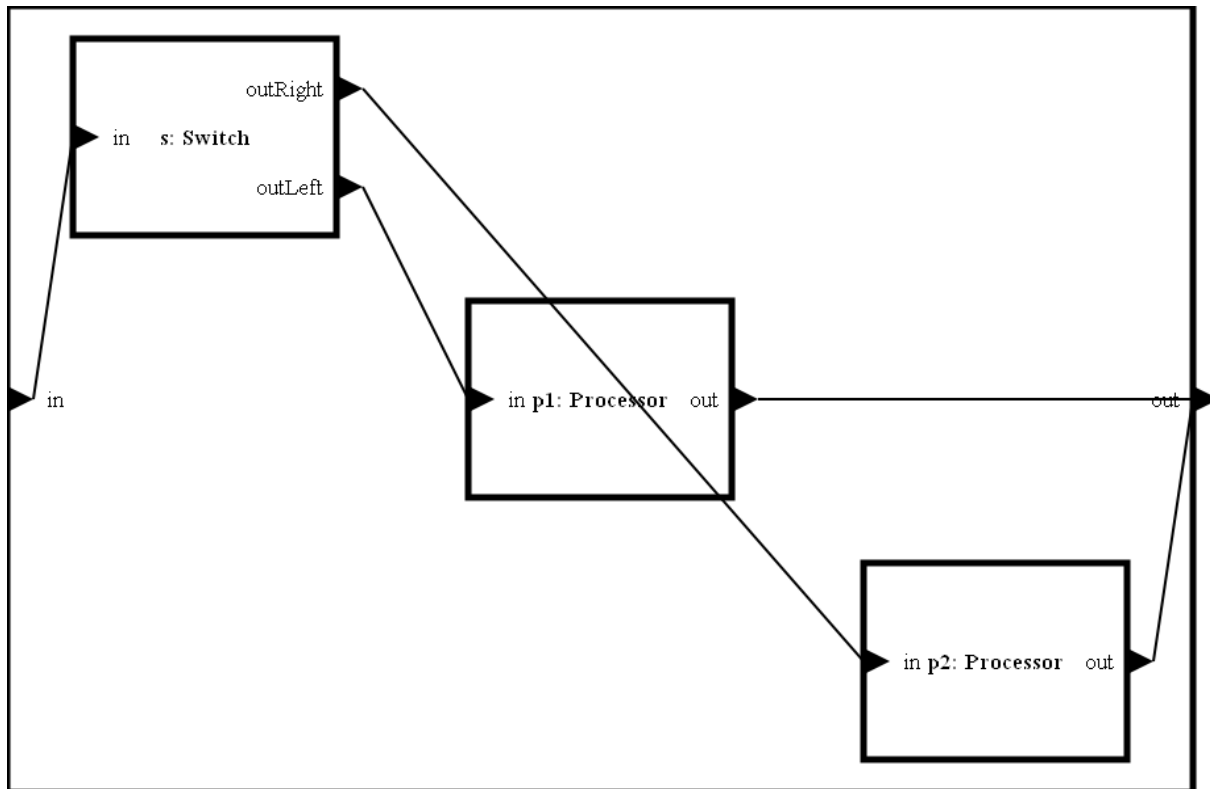 outRight
in s: Switch
outLeft
in
in p1: Processor out
out
in p2: Processor out